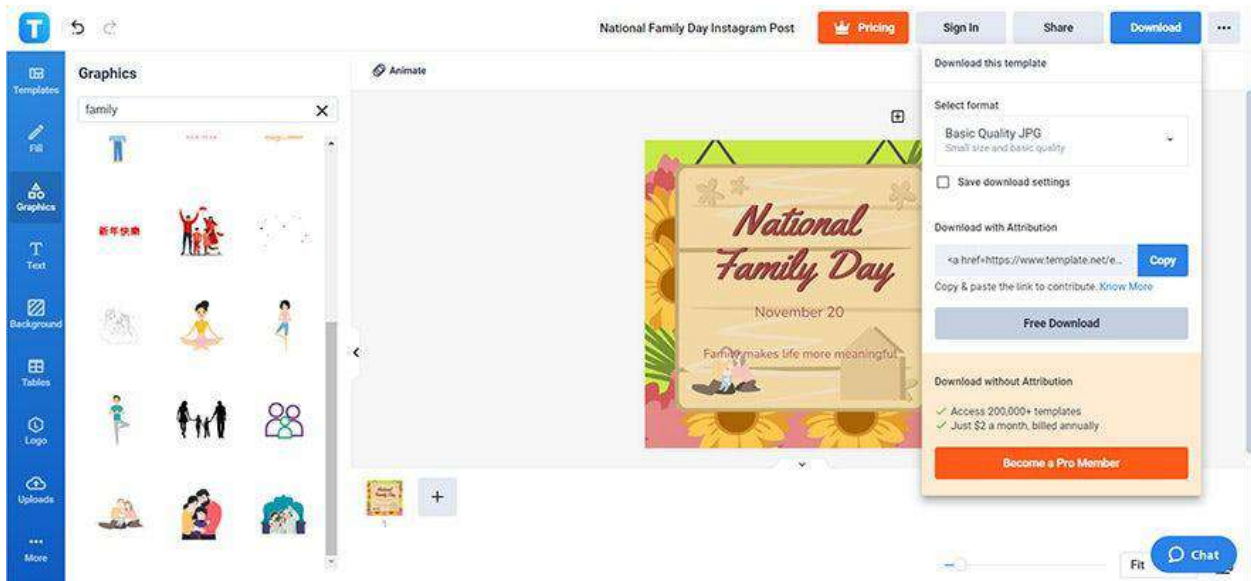 T
National Family Day Instagram Post
Pricing
Sign In
Share
Download
Templates
Fill
Graphics
Text
Background
Tables
Logo
Uploads
More
Graphics
family
新年快樂
Animate
National
Family Day
November 20
Family makes life more meaningful
1
Download this template
Select format
Basic Quality JPG
Small size and basic quality
Save download settings
Download with Attribution
<a href=https://www.template.net/e...
Copy
Copy & paste the link to contribute. Know More
Free Download
Download without Attribution
Access 200,000+ templates
Just $2 a month, billed annually
Become a Pro Member
Fit
Chat